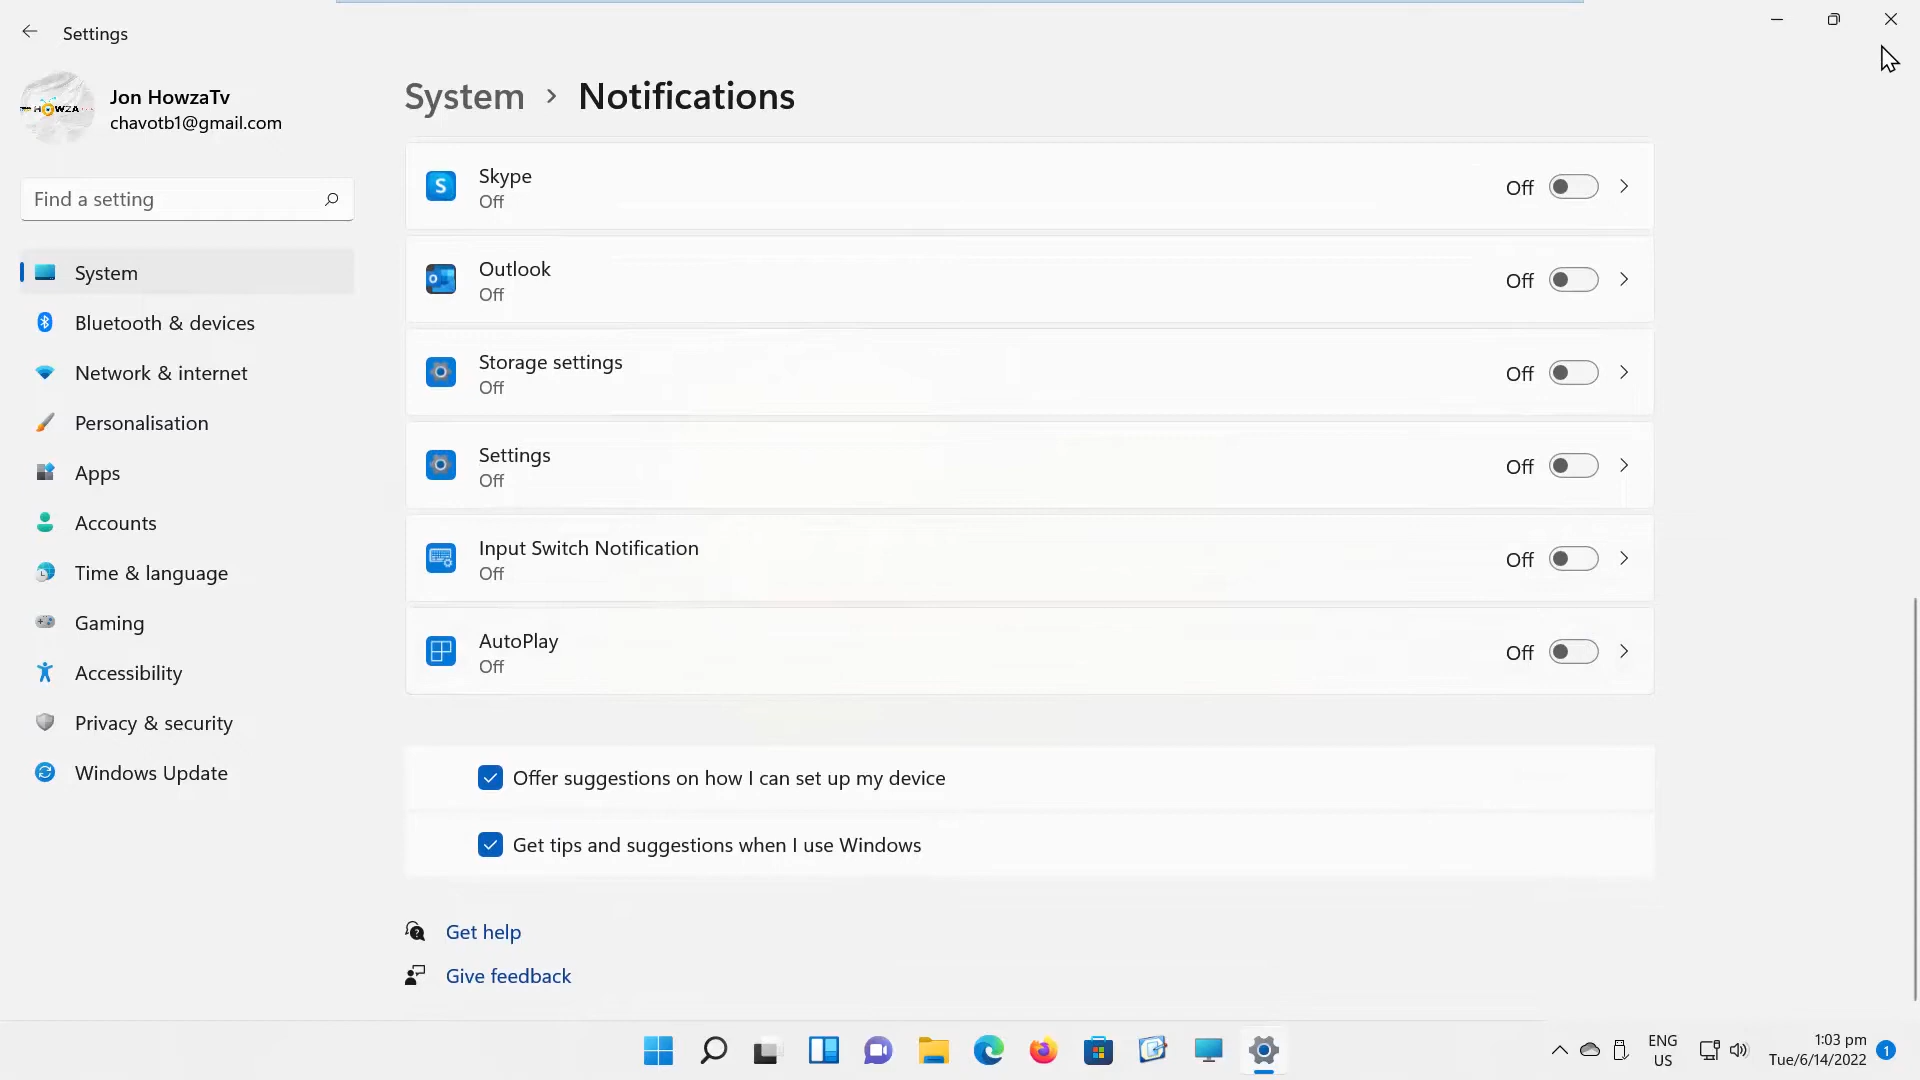 Settings
Jon HowzaTv
chavotb1@gmail.com
Find a setting
System
Bluetooth & devices
Network & internet
Personalisation
Apps
Accounts
Time & language
Gaming
Accessibility
Privacy & security
Windows Update
System > Notifications
Skype
Off
Off
Outlook
Off
Off
Storage settings
Off
Off
Settings
Off
Off
Input Switch Notification
Off
Off
AutoPlay
Off
Off
Offer suggestions on how I can set up my device
Get tips and suggestions when I use Windows
Get help
Give feedback
ENG
US
1:03 pm
Tue/6/14/2022
1